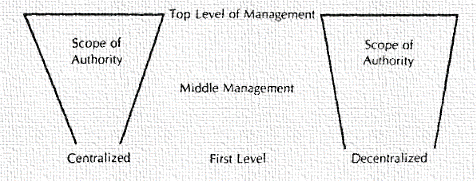 Top Level of Management
Scope of
Authority
Scope of
Authority
Middle Management
Centralized
First Level
Decentralized